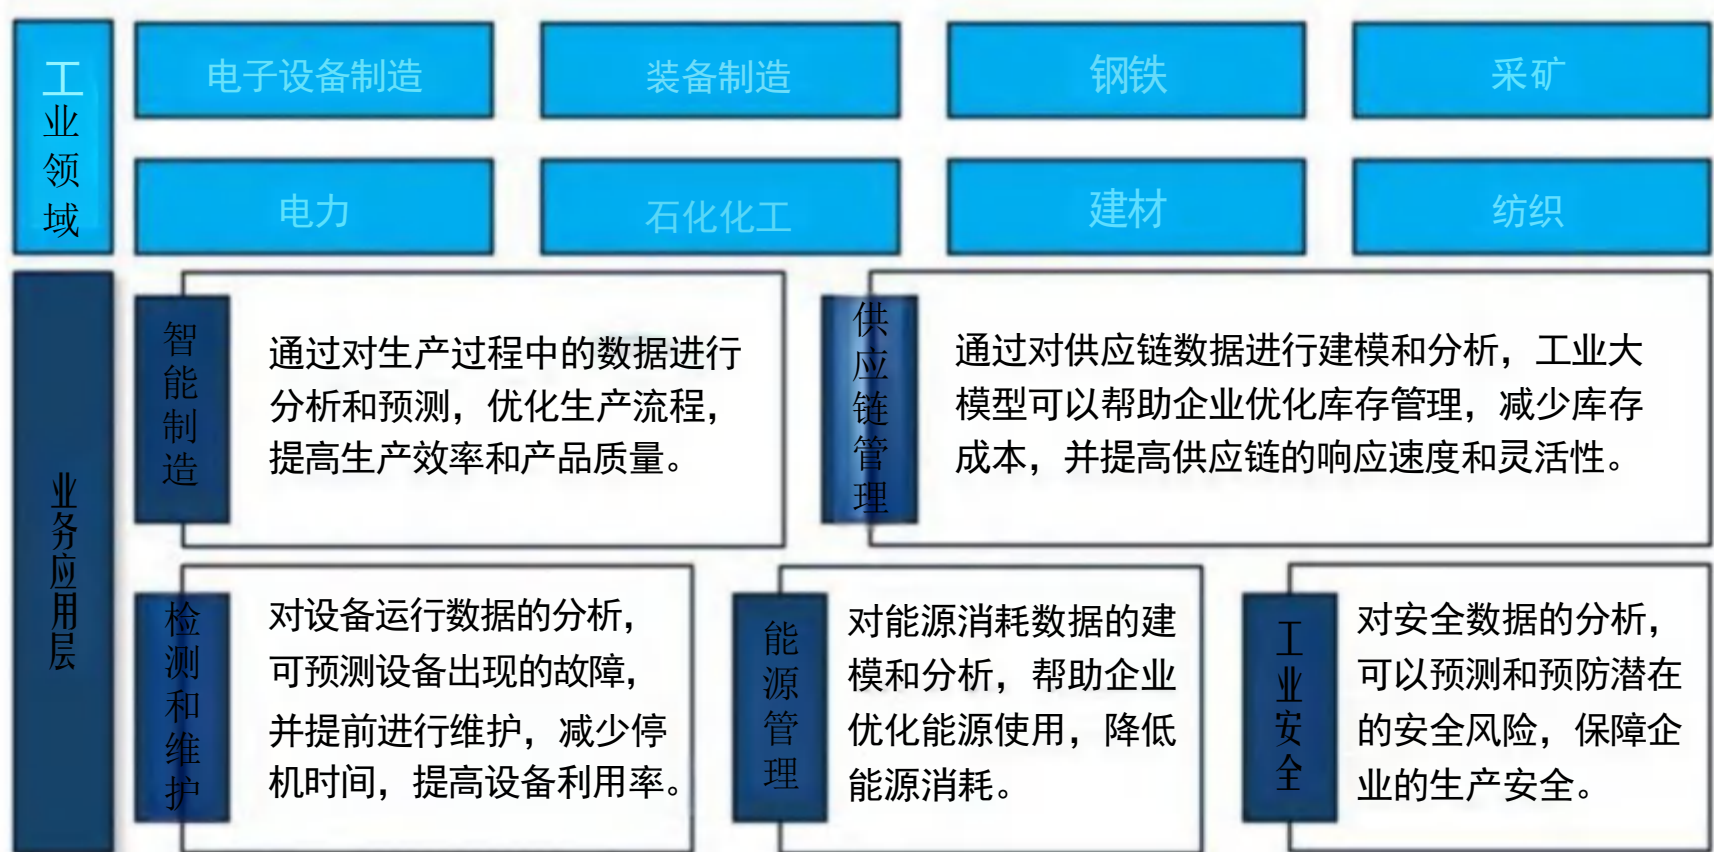 工业领域
电子设备制造
装备制造
钢铁
采矿
电力
石化化工
建材
纺织
业务应用层
智能制造
通过对生产过程中的数据进行
分析和预测，优化生产流程，
提高生产效率和产品质量。
供应链管理
通过对供应链数据进行建模和分析，工业大
模型可以帮助企业优化库存管理，减少库存
成本，并提高供应链的响应速度和灵活性。
检测和维护
对设备运行数据的分析，
可预测设备出现的故障，
并提前进行维护，减少停
机时间，提高设备利用率。
能源管理
对能源消耗数据的建
模和分析，帮助企业
优化能源使用，降低
能源消耗。
工业安全
对安全数据的分析，
可以预测和预防潜在
的安全风险，保障企
业的生产安全。